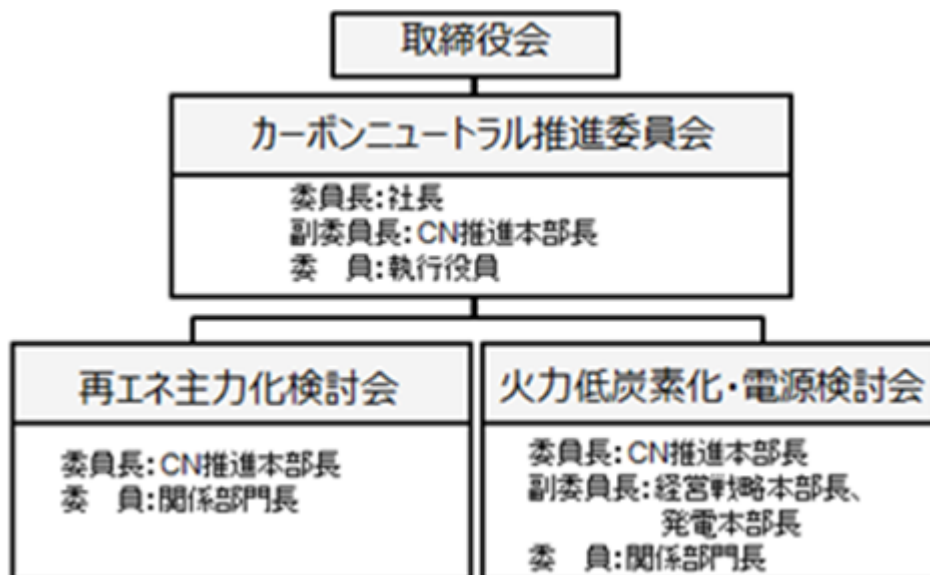 取締役会
カーボンニュートラル推進委員会
委員長:社長
副委員長:CN推進本部長
委　員:執行役員
再エネ主力化検討会
委員長:CN推進本部長
委　員:関係部門長
火力低炭素化・電源検討会
委員長:CN推進本部長
副委員長:経営戦略本部長、
発電本部長
委　員:関係部門長